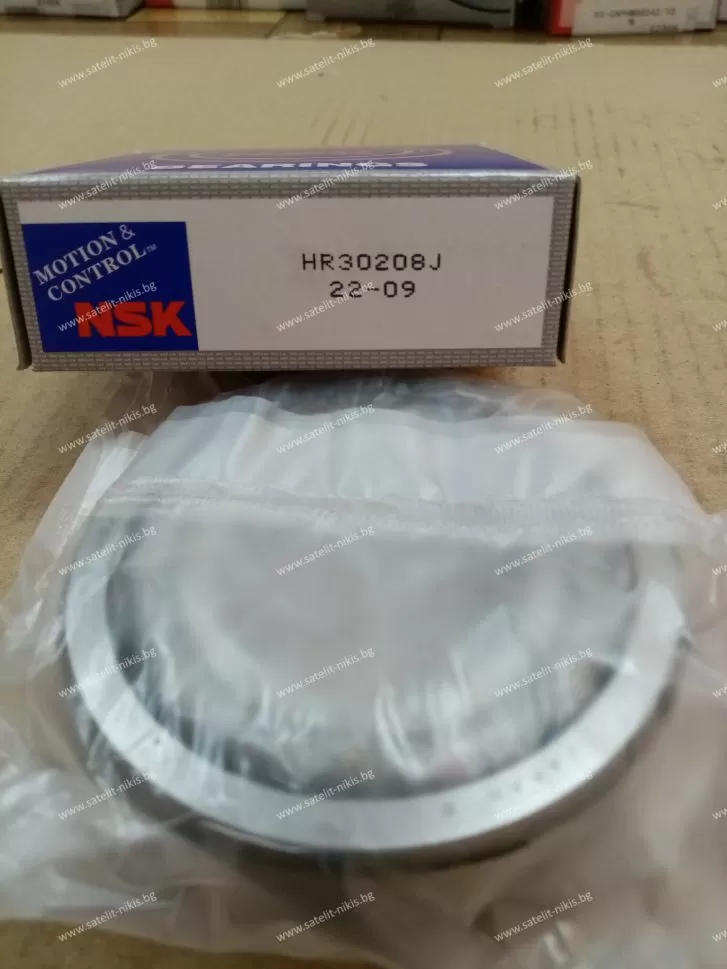 BEARINGS
MOTION &
CONTROL™
NSK
HR30208J
22-09
www.satelit-nikis.bg